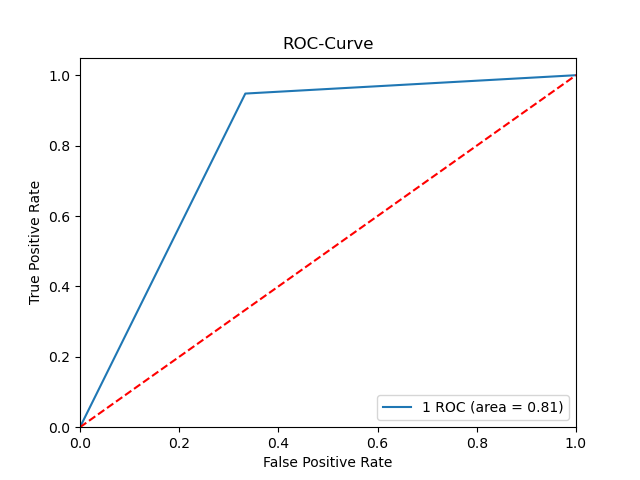 ROC-Curve
1.0
0.8
0.6
0.4
0.2
0.0
True Positive Rate
1 ROC (area = 0.81)
0.0 0.2 0.4 0.6 0.8 1.0
False Positive Rate